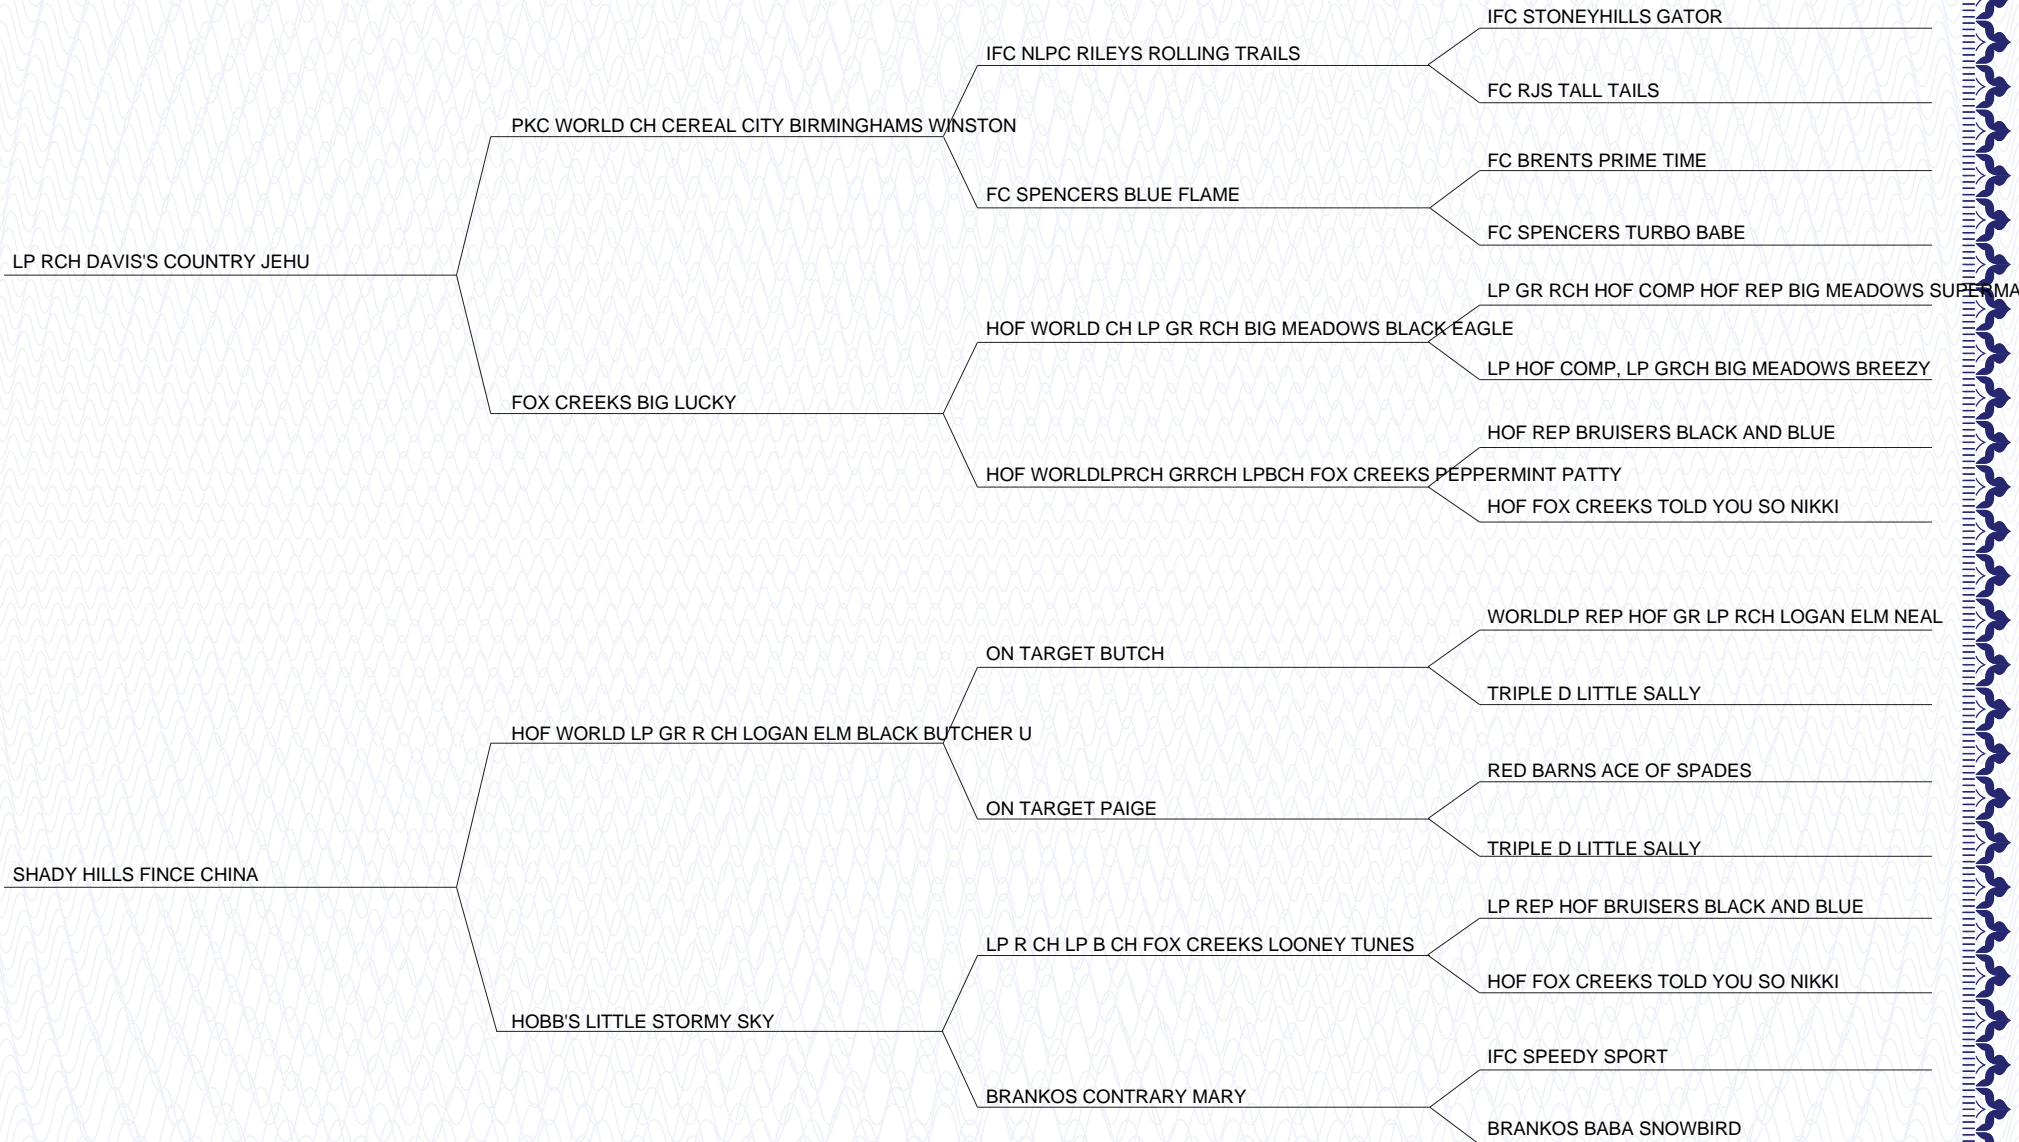 IFC STONEYHILLS GATOR
IFC NLPC RILEYS ROLLING TRAILS
FC RJS TALL TAILS
PKC WORLD CH CEREAL CITY BIRMINGHAMS WINSTON
FC BRENTS PRIME TIME
FC SPENCERS BLUE FLAME
FC SPENCERS TURBO BABE
LP RCH DAVIS'S COUNTRY JEHU
LP GR RCH HOF COMP HOF REP BIG MEADOWS SUPERMA
HOF WORLD CH LP GR RCH BIG MEADOWS BLACK EAGLE
LP HOF COMP, LP GRCH BIG MEADOWS BREEZY
FOX CREEKS BIG LUCKY
HOF REP BRUISERS BLACK AND BLUE
HOF WORLDLPRCH GRRCH LPBCH FOX CREEKS PEPPERMINT PATTY
HOF FOX CREEKS TOLD YOU SO NIKKI
WORLDLP REP HOF GR LP RCH LOGAN ELM NEAL
ON TARGET BUTCH
TRIPLE D LITTLE SALLY
HOF WORLD LP GR R CH LOGAN ELM BLACK BUTCHER U
RED BARNS ACE OF SPADES
ON TARGET PAIGE
TRIPLE D LITTLE SALLY
SHADY HILLS FINCE CHINA
LP REP HOF BRUISERS BLACK AND BLUE
LP R CH LP B CH FOX CREEKS LOONEY TUNES
HOF FOX CREEKS TOLD YOU SO NIKKI
HOBB'S LITTLE STORMY SKY
IFC SPEEDY SPORT
BRANKOS CONTRARY MARY
BRANKOS BABA SNOWBIRD